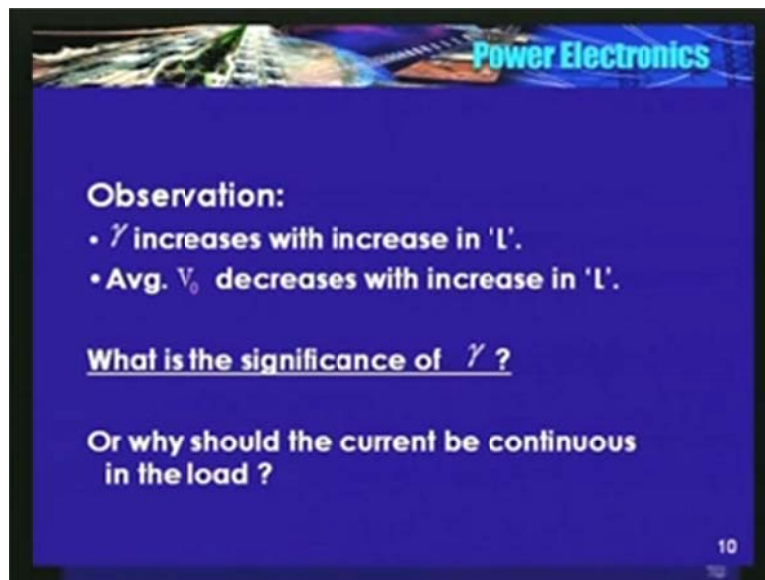 Power Electronics
Observation:
• γ increases with increase in 'L'.
• Avg. V₀ decreases with increase in 'L'.
What is the significance of γ ?
Or why should the current be continuous
in the load ?
10